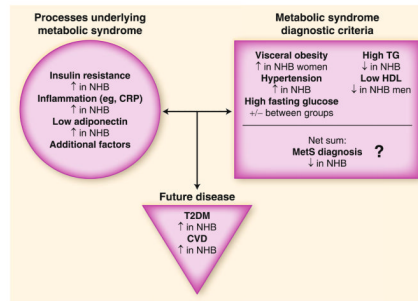 Processes underlying
metabolic syndrome
Insulin resistance
↑ in NHB
Inflammation (eg, CRP)
↑ in NHB
Low adiponectin
↑ in NHB
Additional factors
Metabolic syndrome
diagnostic criteria
Visceral obesity
↑ in NHB women
Hypertension
↑ in NHB
High fasting glucose
+/− between groups
High TG
↓ in NHB
Low HDL
↓ in NHB men
Net sum:
MetS diagnosis ?
↓ in NHB
Future disease
T2DM
↑ in NHB
CVD
↑ in NHB